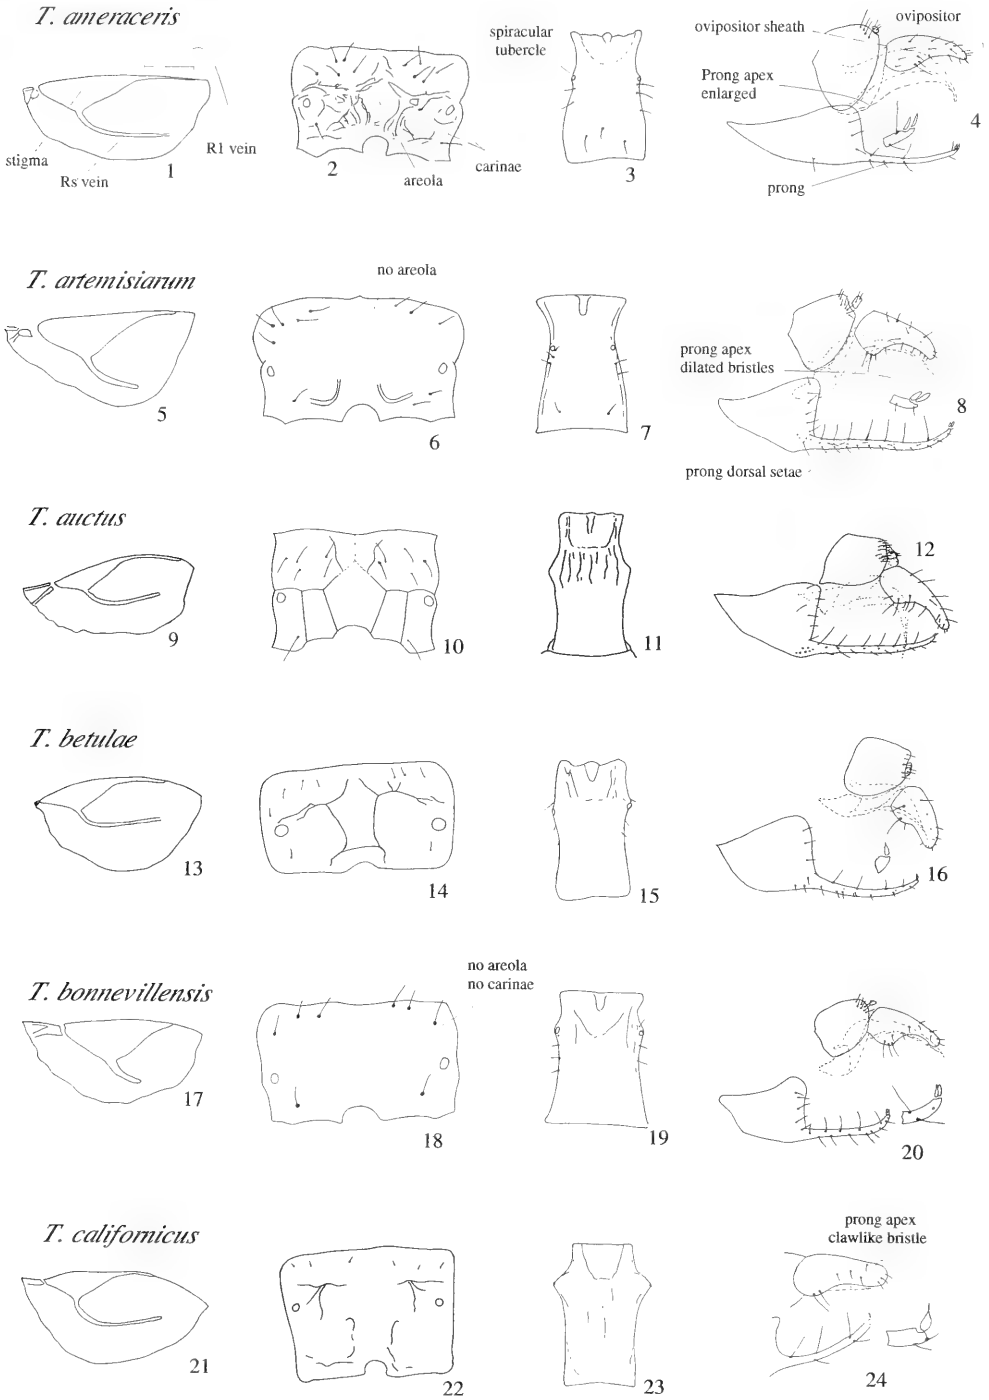 T. ameraceris
stigma
Rs vein
R1 vein
1
2
areola
carinae
spiracular
tubercle
3
ovipositor sheath
ovipositor
Prong apex
enlarged
prong
4
T. artemisiarum
5
no areola
6
7
prong apex
dilated bristles
prong dorsal setae
8
T. auctus
9
10
11
12
T. betulae
13
14
15
16
T. bonnevillensis
17
no areola
no carinae
18
19
20
T. californicus
21
22
23
prong apex
clawlike bristle
24